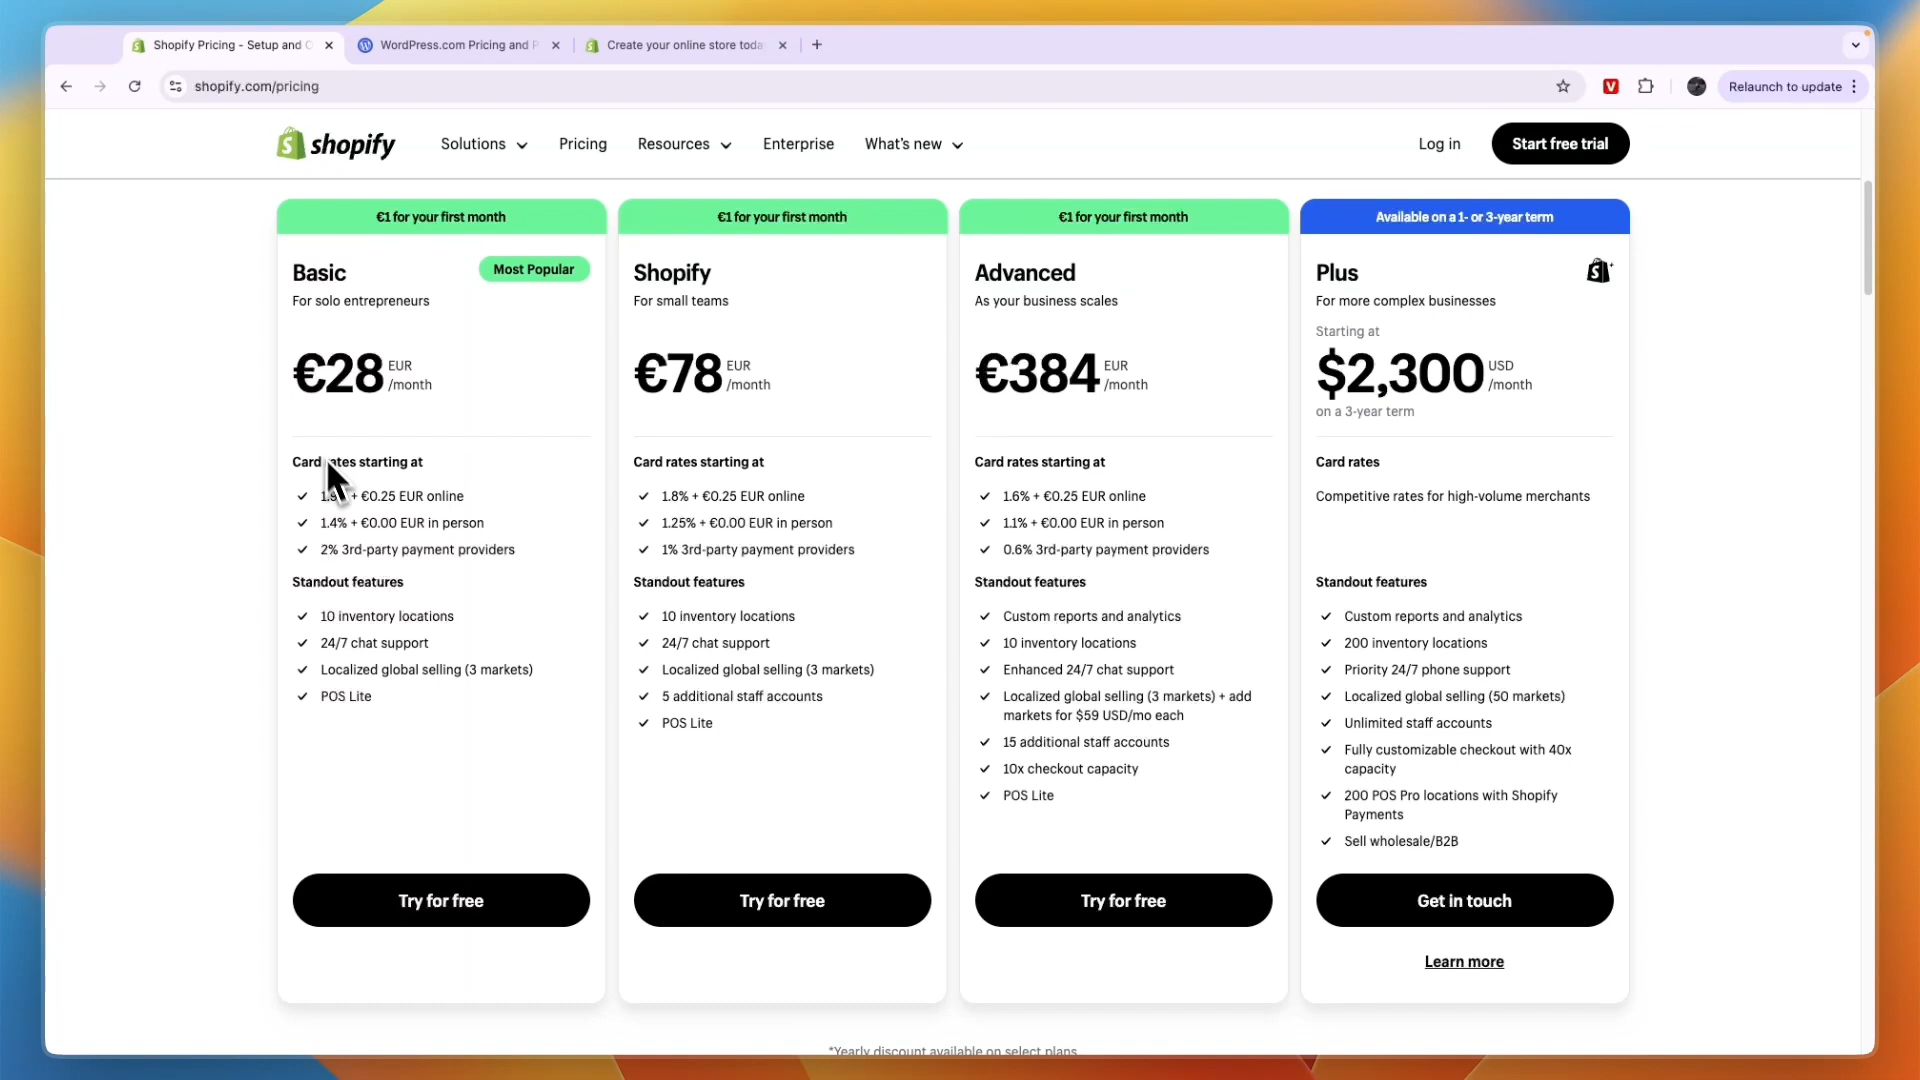 Shopify Pricing - Setup and O
WordPress.com Pricing and P
Create your online store toda
shopify.com/pricing
Relaunch to update
shopify
Solutions
Pricing
Resources
Enterprise
What's new
Log in
Start free trial
€1 for your first month
Basic
Most Popular
For solo entrepreneurs
€28 EUR
/month
Card rates starting at
+ €0.25 EUR online
1.4% + €0.00 EUR in person
2% 3rd-party payment providers
Standout features
10 inventory locations
24/7 chat support
Localized global selling (3 markets)
POS Lite
Try for free
€1 for your first month
Shopify
For small teams
€78 EUR
/month
Card rates starting at
1.8% + €0.25 EUR online
1.25% + €0.00 EUR in person
1% 3rd-party payment providers
Standout features
10 inventory locations
24/7 chat support
Localized global selling (3 markets)
5 additional staff accounts
POS Lite
Try for free
€1 for your first month
Advanced
As your business scales
€384 EUR
/month
Card rates starting at
1.6% + €0.25 EUR online
1.1% + €0.00 EUR in person
0.6% 3rd-party payment providers
Standout features
Custom reports and analytics
10 inventory locations
Enhanced 24/7 chat support
Localized global selling (3 markets) + add
markets for $59 USD/mo each
15 additional staff accounts
10x checkout capacity
POS Lite
Try for free
Available on a 1- or 3-year term
Plus
For more complex businesses
Starting at
$2,300 USD
/month
on a 3-year term
Card rates
Competitive rates for high-volume merchants
Standout features
Custom reports and analytics
200 inventory locations
Priority 24/7 phone support
Localized global selling (50 markets)
Unlimited staff accounts
Fully customizable checkout with 40x
capacity
200 POS Pro locations with Shopify
Payments
Sell wholesale/B2B
Get in touch
Learn more
*Yearly discount available on select plans